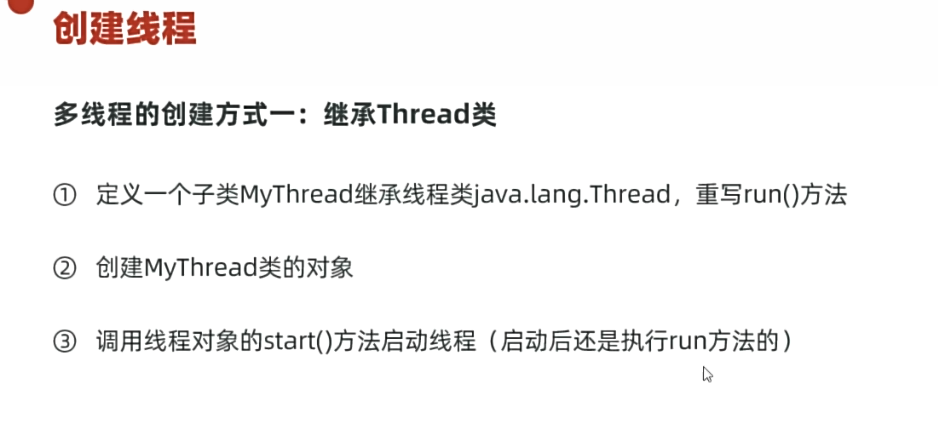 创建线程
多线程的创建方式一：继承Thread类
① 定义一个子类MyThread继承线程类java.lang.Thread，重写run()方法
② 创建MyThread类的对象
③ 调用线程对象的start()方法启动线程（启动后还是执行run方法的）